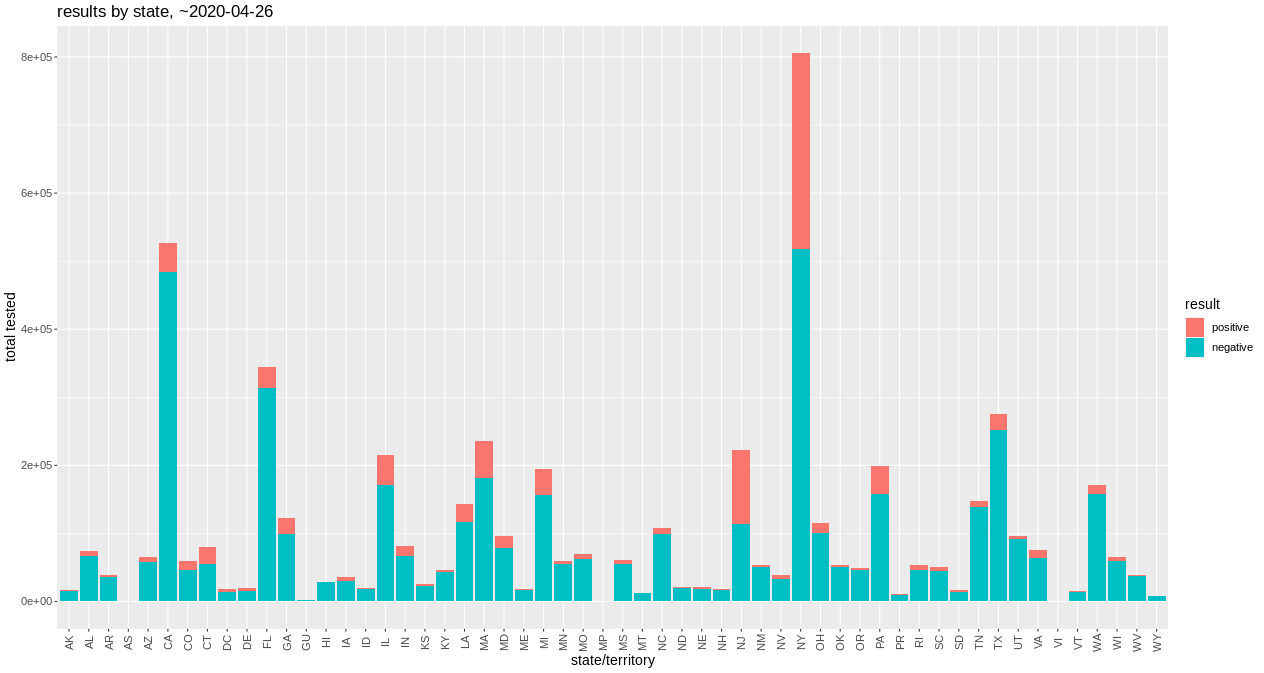 results by state, ~2020-04-26
8e+05
6e+05
4e+05
2e+05
0e+00
total tested
AK AL AR AS AZ CA CO CT DC DE FL GA GU HI IA ID IL IN KS KY LA MA MD ME MI MN MO MP MS MT NC ND NE NH NJ NM NV NY OH OK OR PA PR RI SC SD TN TX UT VA VI VT WA WI WV WY
state/territory
result
positive
negative